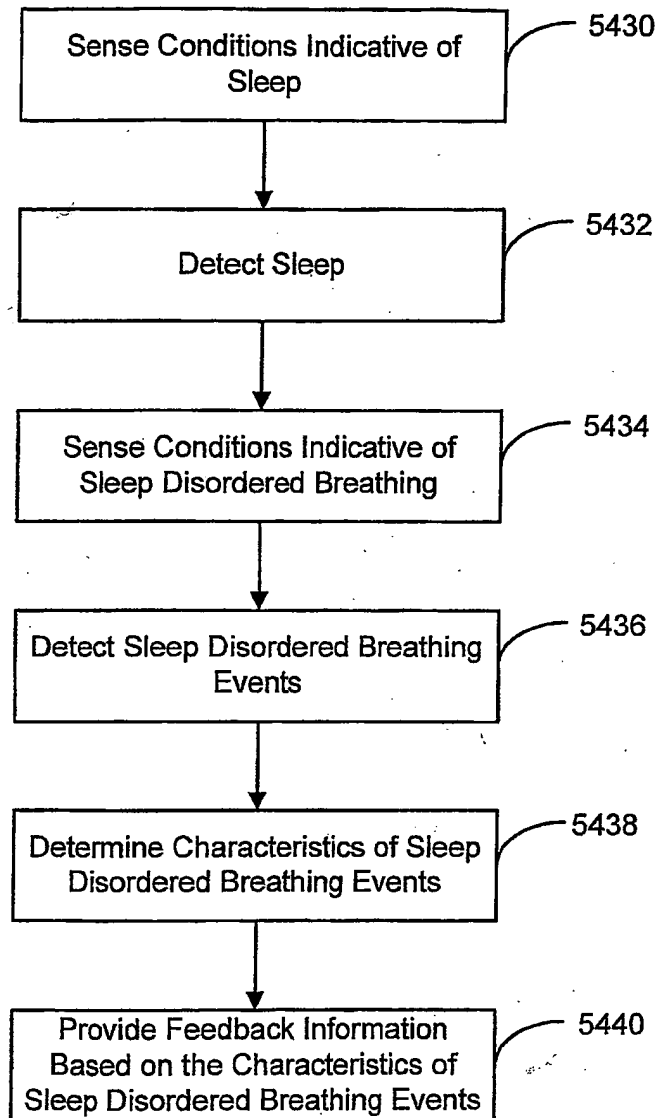 5430
Sense Conditions Indicative of
Sleep
5432
Detect Sleep
5434
Sense Conditions Indicative of
Sleep Disordered Breathing
5436
Detect Sleep Disordered Breathing
Events
5438
Determine Characteristics of Sleep
Disordered Breathing Events
5440
Provide Feedback Information
Based on the Characteristics of
Sleep Disordered Breathing Events